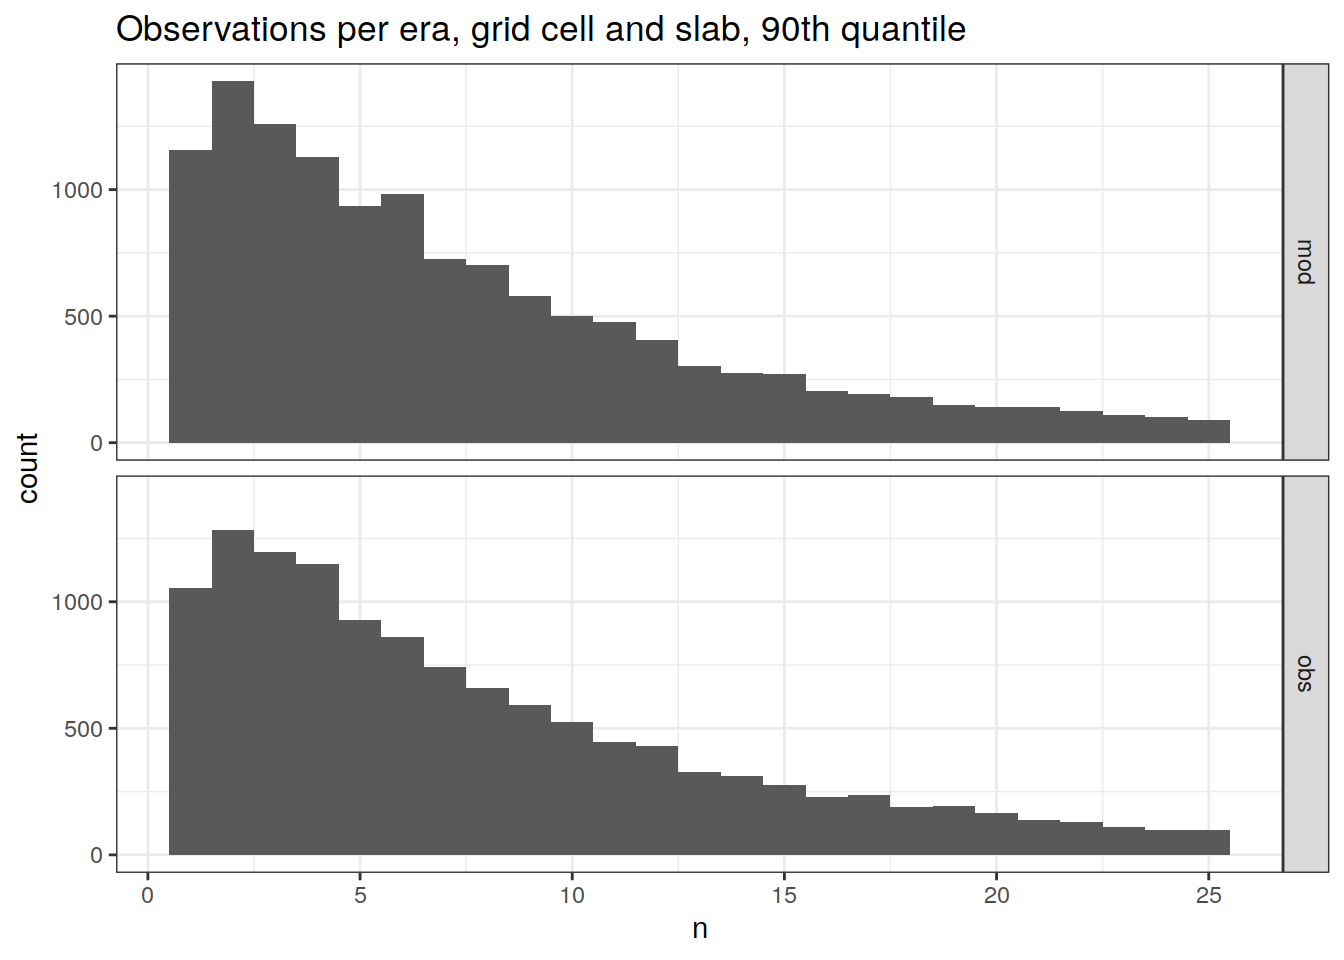 Observations per era, grid cell and slab, 90th quantile
count
1000
500
0
mod
1000
500
0
obs
0 5 10 15 20 25
n